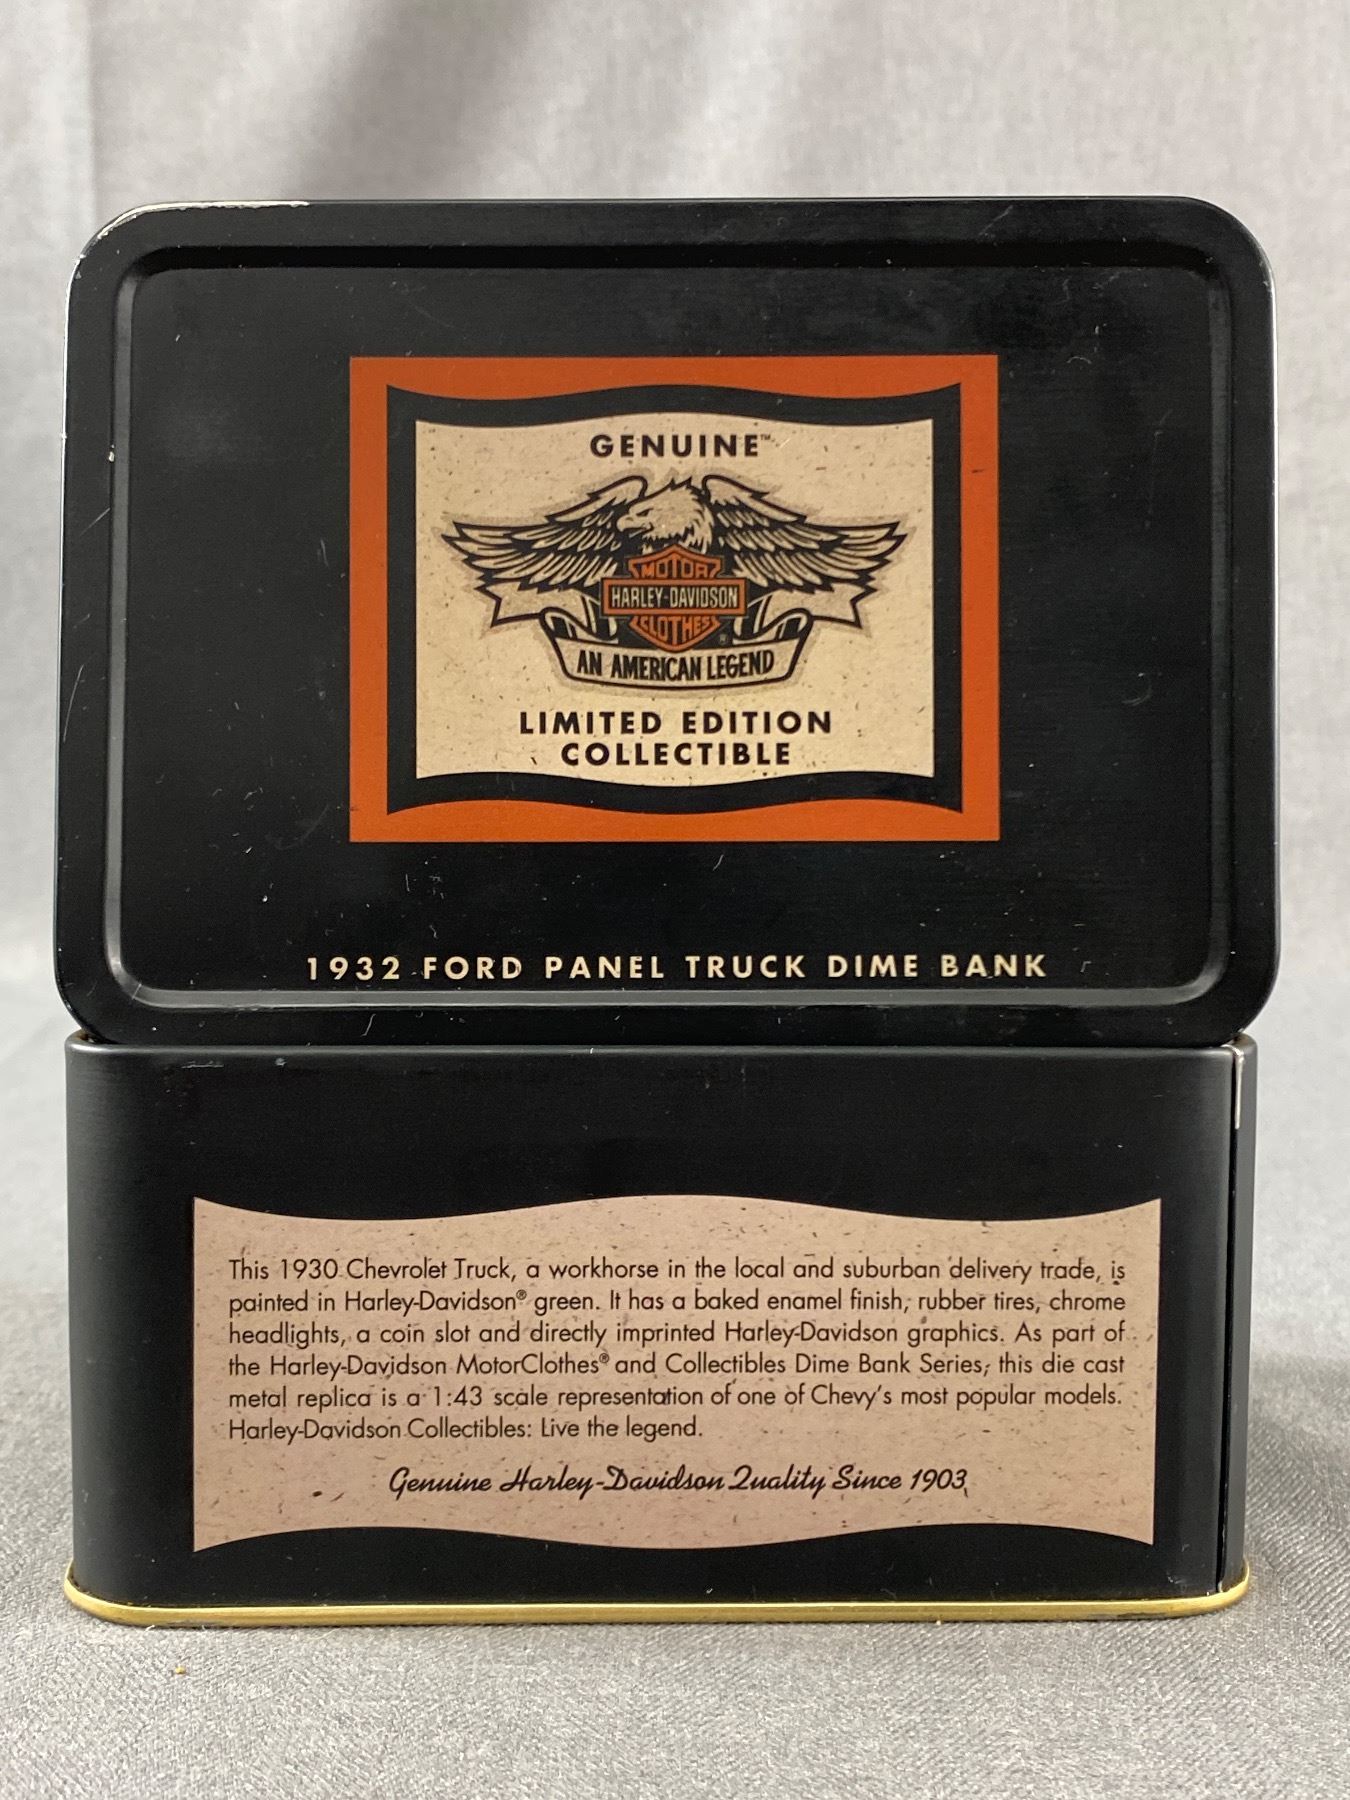 GENUINE™
MOTOR
HARLEY-DAVIDSON
CLOTHES®
AN AMERICAN LEGEND
LIMITED EDITION
COLLECTIBLE
1932 FORD PANEL TRUCK DIME BANK
This 1930 Chevrolet Truck, a workhorse in the local and suburban delivery trade, is
painted in Harley-Davidson® green. It has a baked enamel finish, rubber tires, chrome
headlights, a coin slot and directly imprinted Harley-Davidson graphics. As part of
the Harley-Davidson MotorClothes® and Collectibles Dime Bank Series, this die cast
metal replica is a 1:43 scale representation of one of Chevy's most popular models.
Harley-Davidson Collectibles: Live the legend.
Genuine Harley-Davidson Quality Since 1903